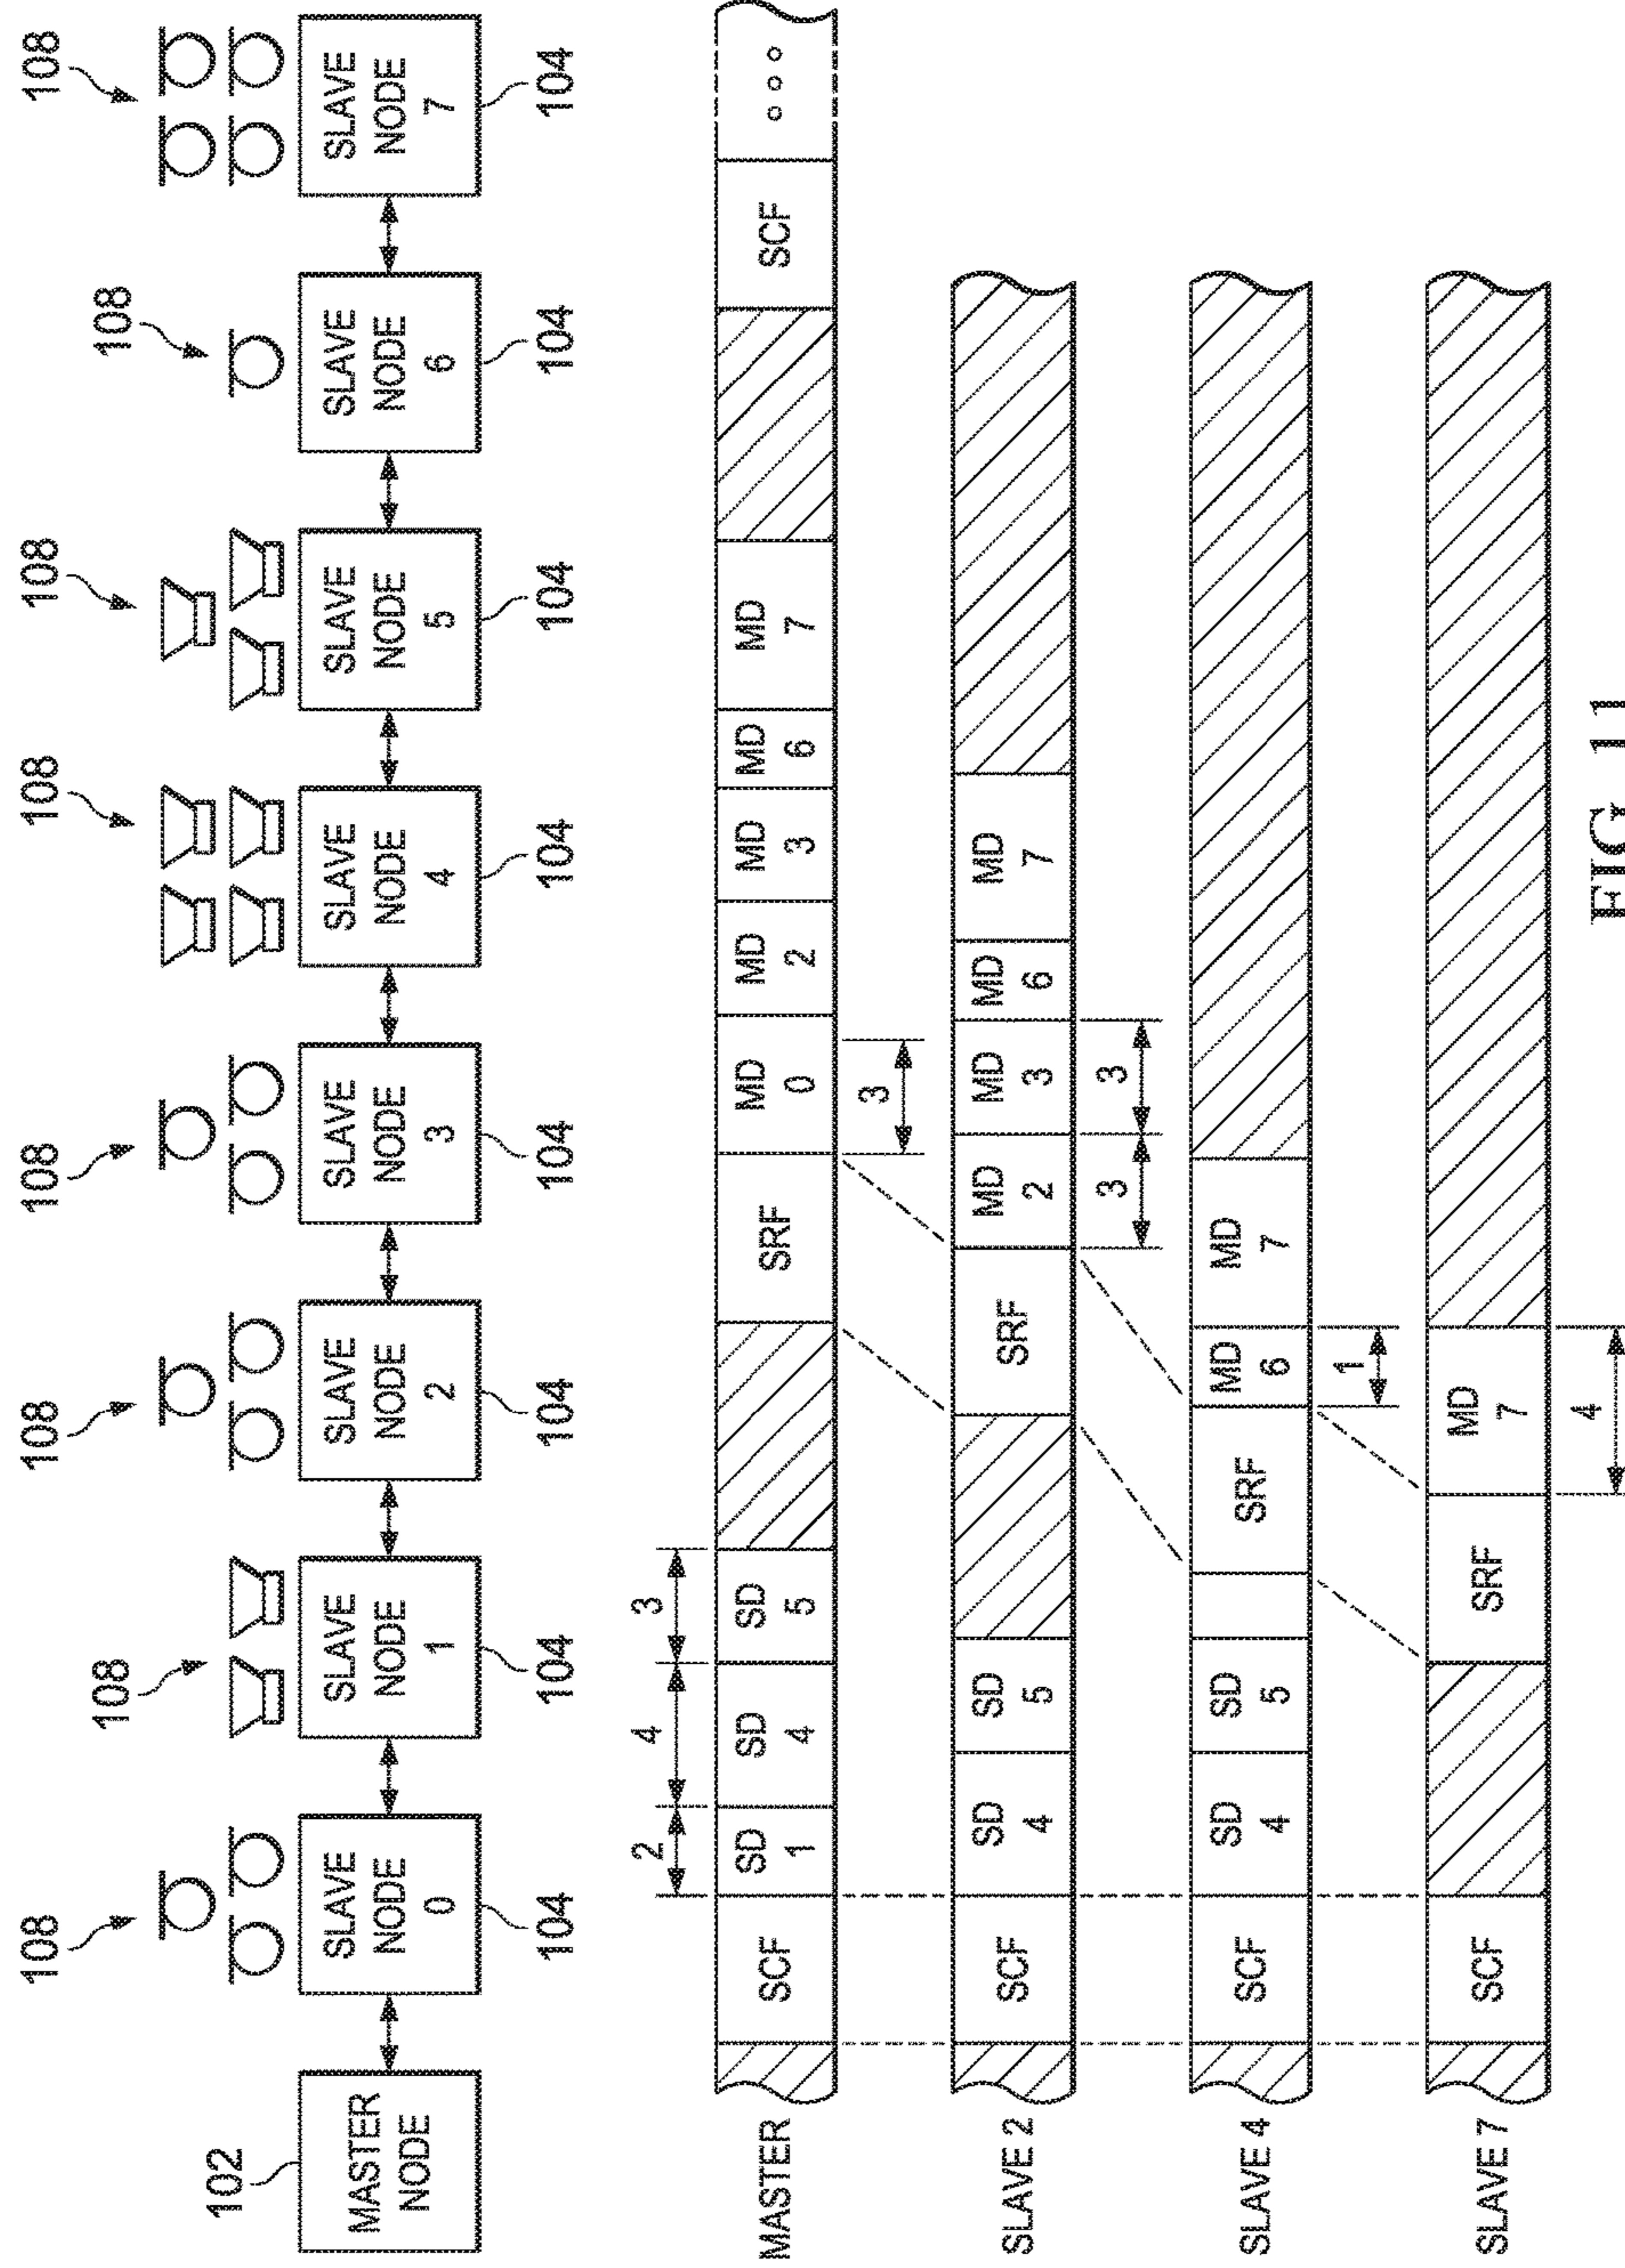 108
108
108
108
108
108
108
108
102
MASTER
NODE
SLAVE
NODE
0
SLAVE
NODE
1
SLAVE
NODE
2
SLAVE
NODE
3
SLAVE
NODE
4
SLAVE
NODE
5
SLAVE
NODE
6
SLAVE
NODE
7
104
104
104
104
104
104
104
104
2
4
3
MASTER
SCF
SD
1
SD
4
SD
5
SRF
MD
0
MD
2
MD
3
MD
6
MD
7
SCF
3
SLAVE 2
SCF
SD
4
SD
5
SRF
MD
2
MD
3
MD
6
MD
7
3
3
SLAVE 4
SCF
SD
4
SD
5
SRF
MD
6
MD
7
1
SLAVE 7
SCF
SRF
MD
7
4
FIG 11